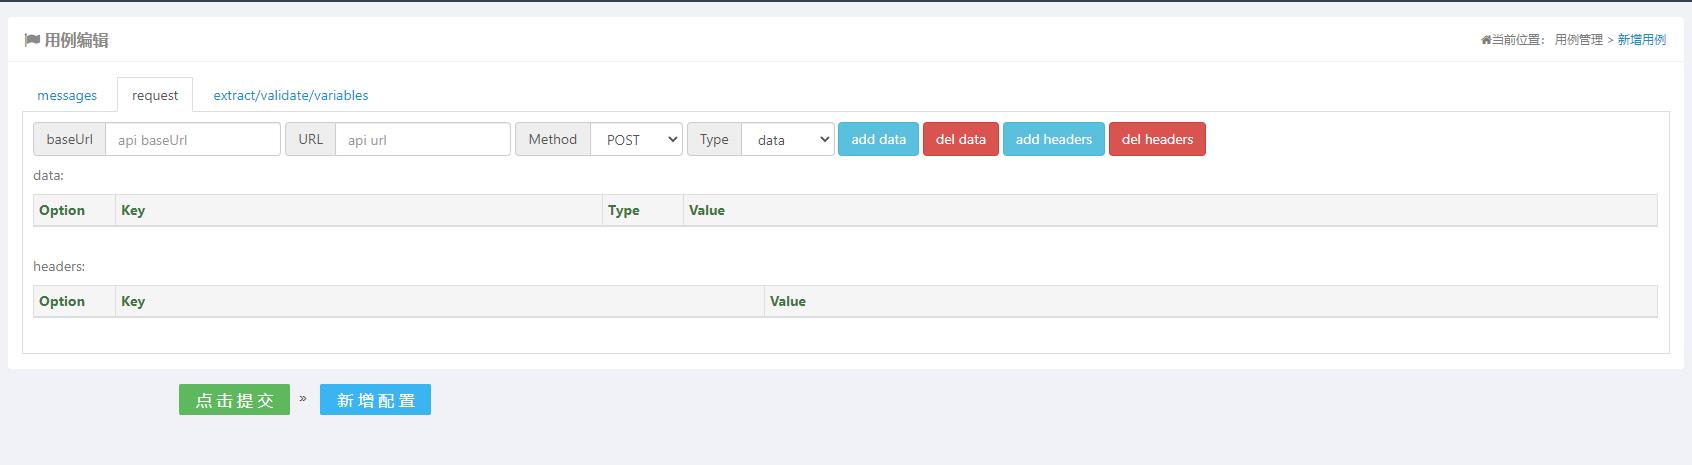 用例编辑
当前位置： 用例管理 > 新增用例
messages request extract/validate/variables
baseUrl api baseUrl URL api url Method POST Type data add data del data add headers del headers
data:
Option Key Type Value
headers:
Option Key Value
点击提交 » 新增配置